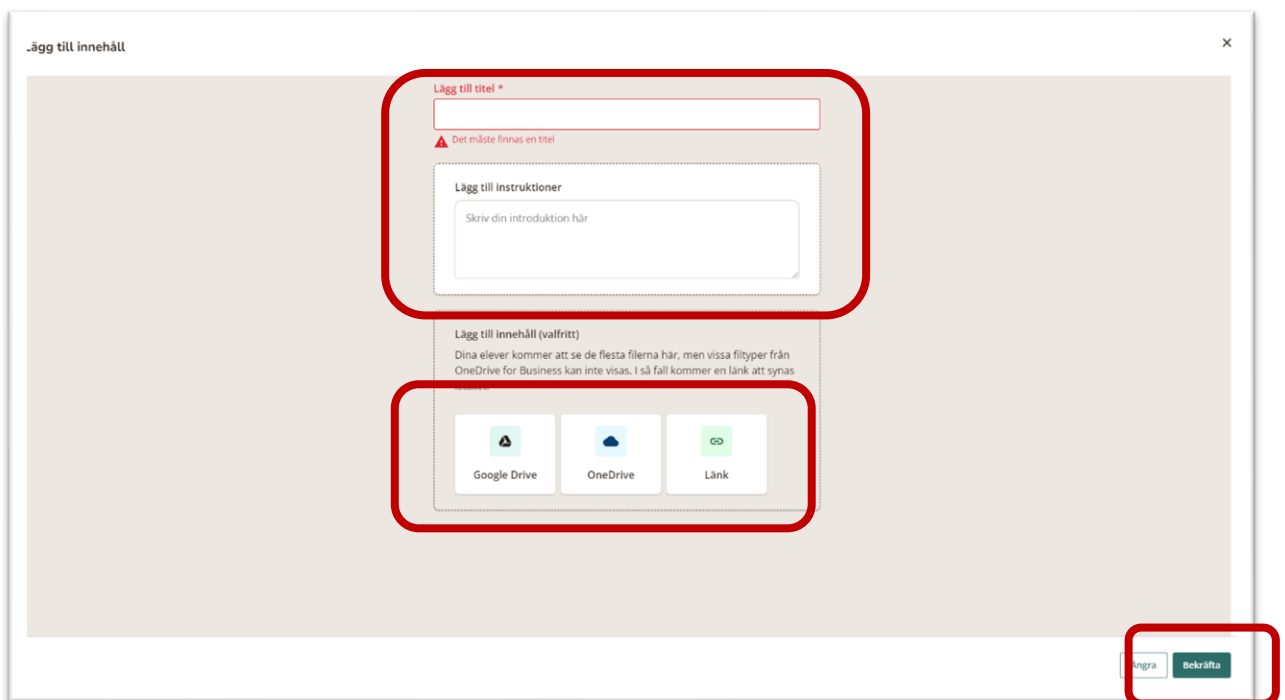 Lägg till innehåll
Lägg till titel *
Det måste finnas en titel
Lägg till instruktioner
Skriv din introduktion här
Lägg till innehåll (valfritt)
Dina elever kommer att se de flesta filerna här, men vissa filtyper från
OneDrive for Business kan inte visas. I så fall kommer en länk att synas
Google Drive
OneDrive
Länk
Ångra
Bekräfta